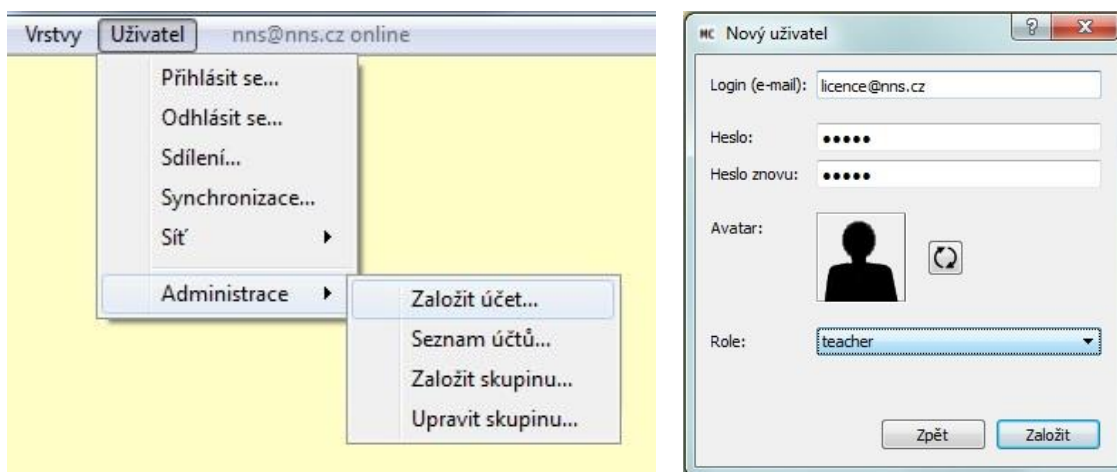 Vrstvy Uživatel nns@nns.cz online
Přihlásit se...
Odhlásit se...
Sdílení...
Synchronizace...
Síť
Administrace
Založit účet...
Seznam účtů...
Založit skupinu...
Upravit skupinu...
MC Nový uživatel
Login (e-mail): licence@nns.cz
Heslo: •••••
Heslo znovu: •••••
Avatar:
Role: teacher
Zpět Založit